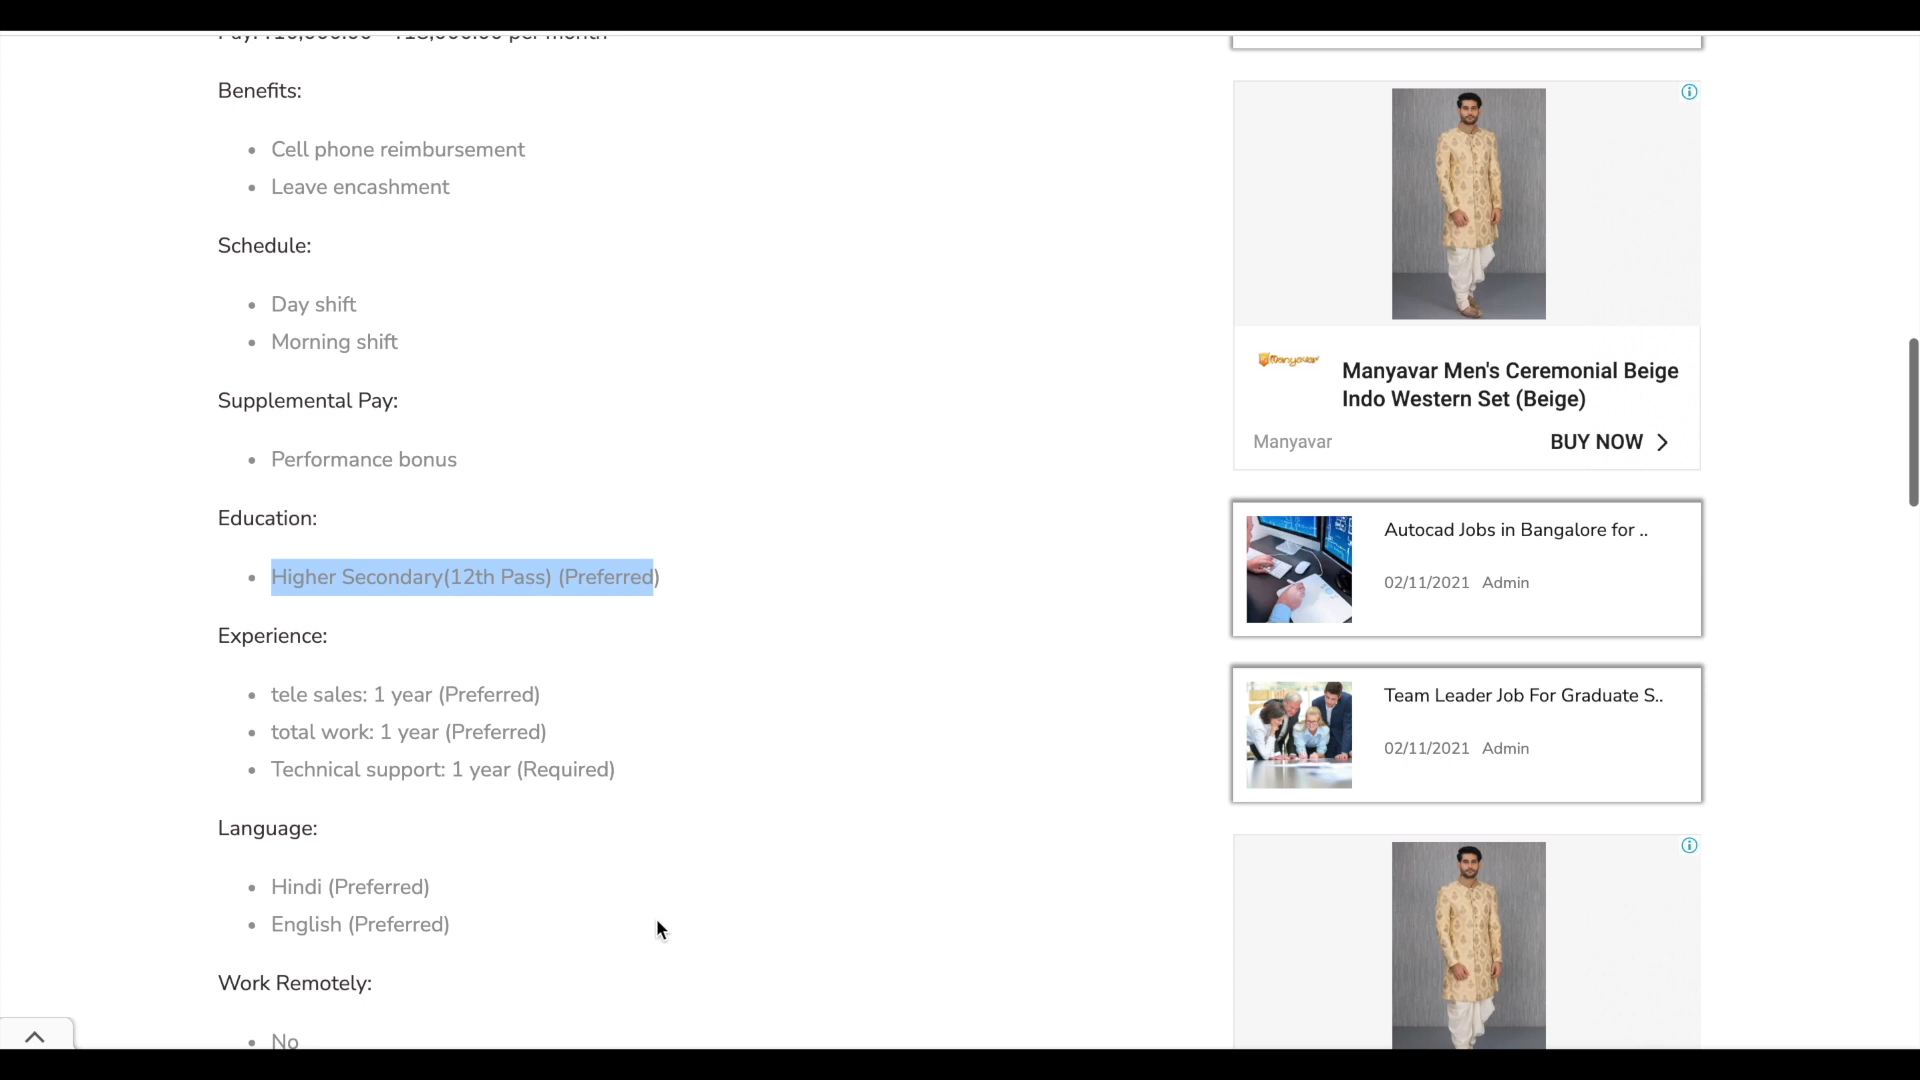 Benefits:
Cell phone reimbursement
Leave encashment
Schedule:
Day shift
Morning shift
Supplemental Pay:
Performance bonus
Education:
Higher Secondary(12th Pass) (Preferred)
Experience:
tele sales: 1 year (Preferred)
total work: 1 year (Preferred)
Technical support: 1 year (Required)
Language:
Hindi (Preferred)
English (Preferred)
Work Remotely:
No
Manyavar
Manyavar Men's Ceremonial Beige
Indo Western Set (Beige)
Manyavar
BUY NOW
Autocad Jobs in Bangalore for ..
02/11/2021 Admin
Team Leader Job For Graduate S..
02/11/2021 Admin